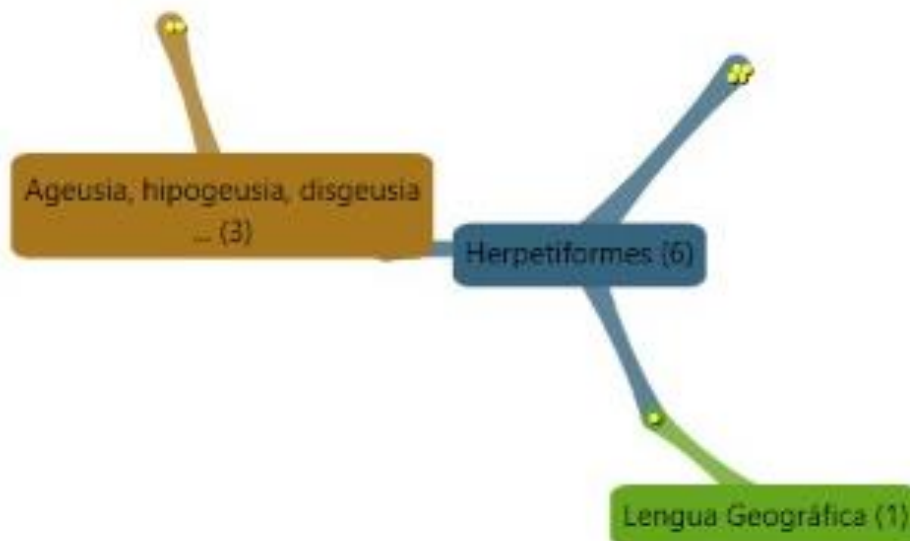 Ageusia, hipogeusia, disgeusia
... (3)
Herpetiformes (6)
Lengua Geográfica (1)